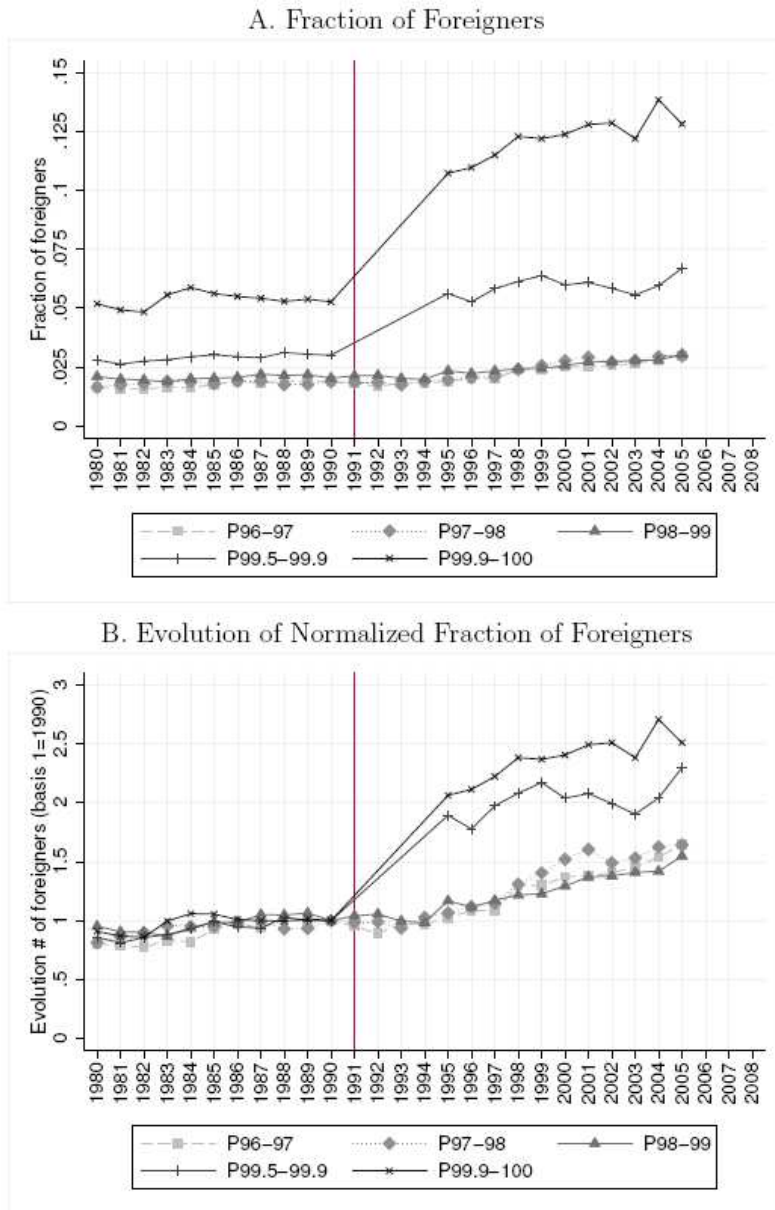 A. Fraction of Foreigners
Fraction of foreigners
.15
.125
.1
.075
.05
.025
0
1980 1981 1982 1983 1984 1985 1986 1987 1988 1989 1990 1991 1992 1993 1994 1995 1996 1997 1998 1999 2000 2001 2002 2003 2004 2005 2006 2007 2008
P96−97 P97−98 P98−99
P99.5−99.9 P99.9−100
B. Evolution of Normalized Fraction of Foreigners
Evolution # of foreigners (basis 1=1990)
3
2.5
2
1.5
1
.5
0
1980 1981 1982 1983 1984 1985 1986 1987 1988 1989 1990 1991 1992 1993 1994 1995 1996 1997 1998 1999 2000 2001 2002 2003 2004 2005 2006 2007 2008
P96−97 P97−98 P98−99
P99.5−99.9 P99.9−100